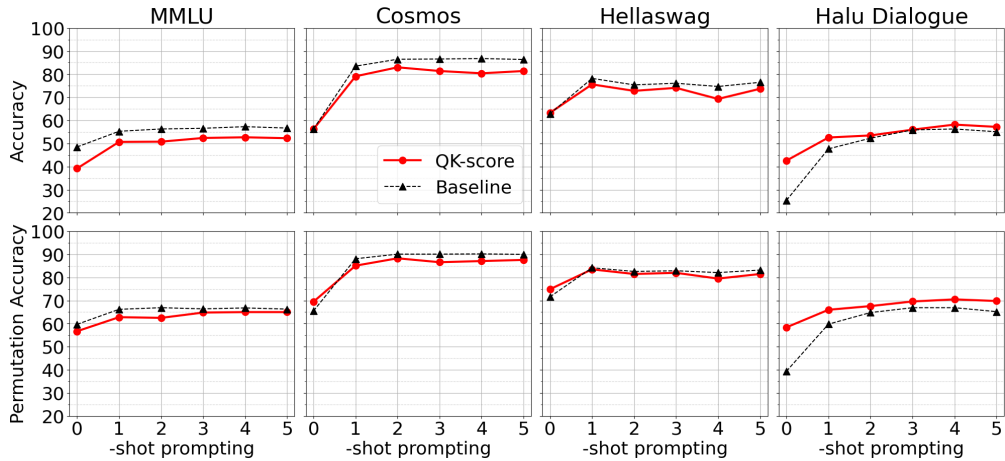 MMLU Cosmos Hellaswag Halu Dialogue
Accuracy
100
90
80
70
60
50
40
30
20
QK-score
Baseline
Permutation Accuracy
100
90
80
70
60
50
40
30
20
0 1 2 3 4 5 0 1 2 3 4 5 0 1 2 3 4 5 0 1 2 3 4 5
-shot prompting -shot prompting -shot prompting -shot prompting